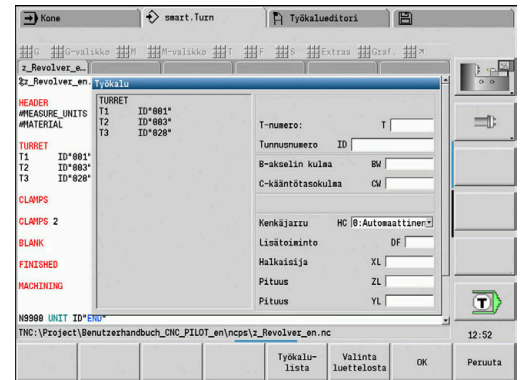 Kone smart.Turn Työkalueditori
G G-valikko M M-valikko T F S Extraa Graf.
z_Revolver_e…
%z_Revolver_en.
HEADER
#MEASURE_UNITS
#MATERIAL
TURRET
T1 ID"001"
T2 ID"003"
T3 ID"028"
CLAMPS
CLAMPS 2
BLANK
FINISHED
MACHINING
N9900 UNIT ID"END"
Työkalu
TURRET
T1 ID"001"
T2 ID"003"
T3 ID"028"
T-numero: T
Tunnusnumero ID
B-akselin kulma BW
C-kääntötasokulma CW
Kenkäjarru HC 0:Automaattinen
Lisätoiminto DF
Halkaisija XL
Pituus ZL
Pituus YL
TNC:\Project\Benutzerhandbuch_CNC_PILOT_en\ncps\z_Revolver_en.nc
T
12:52
Työkalu-
lista
Valinta
luettelosta
OK
Peruuta